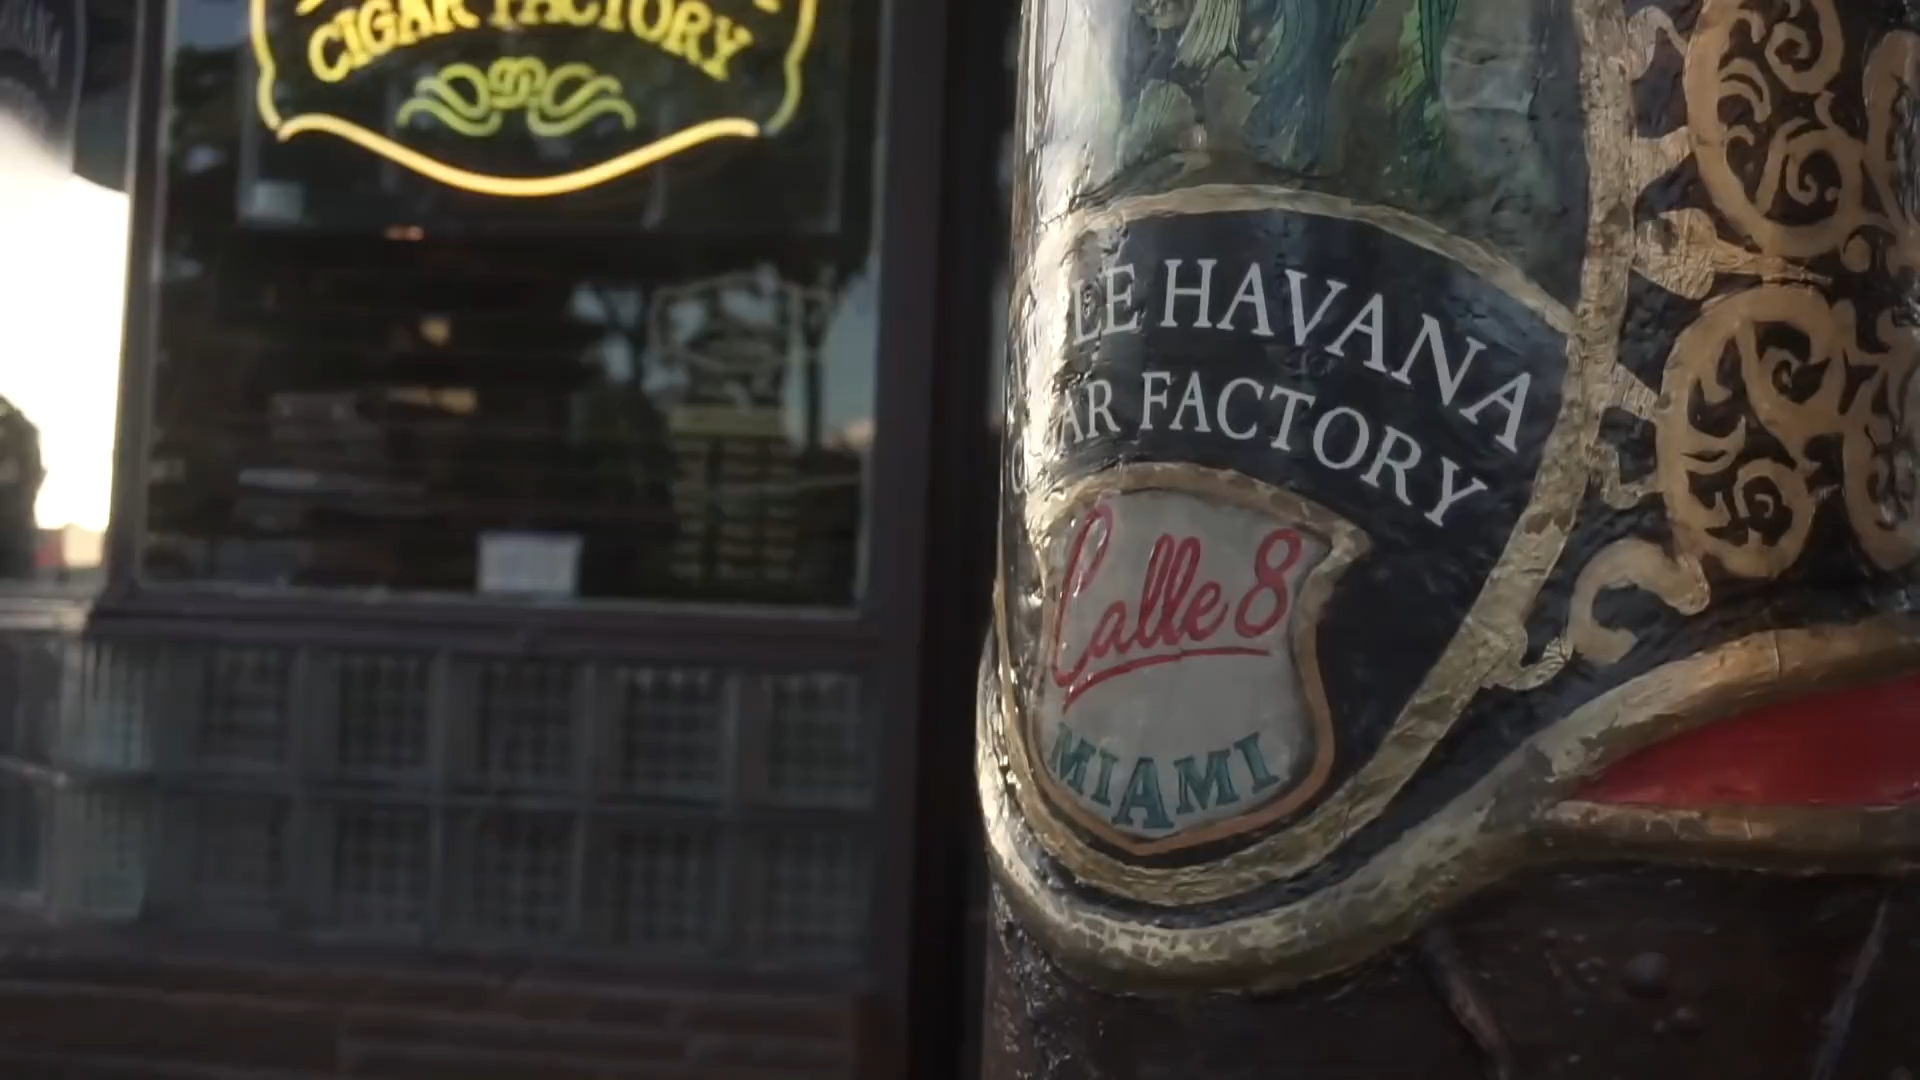 CIGAR FACTORY
LE HAVANA
AR FACTORY
Calle 8
MIAMI